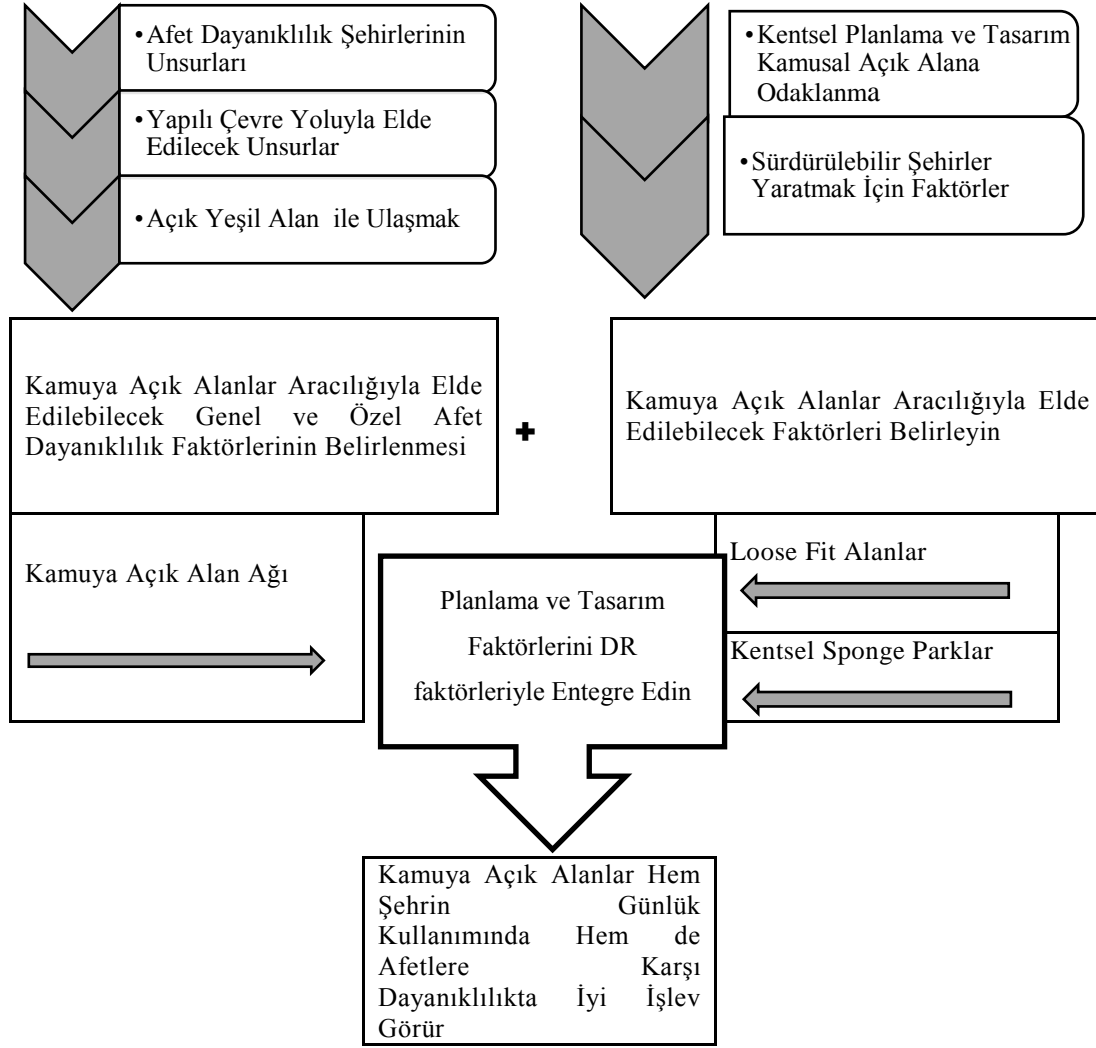 •Afet Dayanıklılık Şehirlerinin
Unsurları
•Yapılı Çevre Yoluyla Elde
Edilecek Unsurlar
•Açık Yeşil Alan ile Ulaşmak
•Kentsel Planlama ve Tasarım
Kamusal Açık Alana
Odaklanma
•Sürdürülebilir Şehirler
Yaratmak İçin Faktörler
Kamuya Açık Alanlar Aracılığıyla Elde
Edilebilecek Genel ve Özel Afet
Dayanıklılık Faktörlerinin Belirlenmesi
+
Kamuya Açık Alanlar Aracılığıyla Elde
Edilebilecek Faktörleri Belirleyin
Kamuya Açık Alan Ağı
Loose Fit Alanlar
Kentsel Sponge Parklar
Planlama ve Tasarım
Faktörlerini DR
faktörleriyle Entegre Edin
Kamuya Açık Alanlar Hem
Şehrin Günlük
Kullanımında Hem de
Afetlere Karşı
Dayanıklılıkta İyi İşlev
Görür